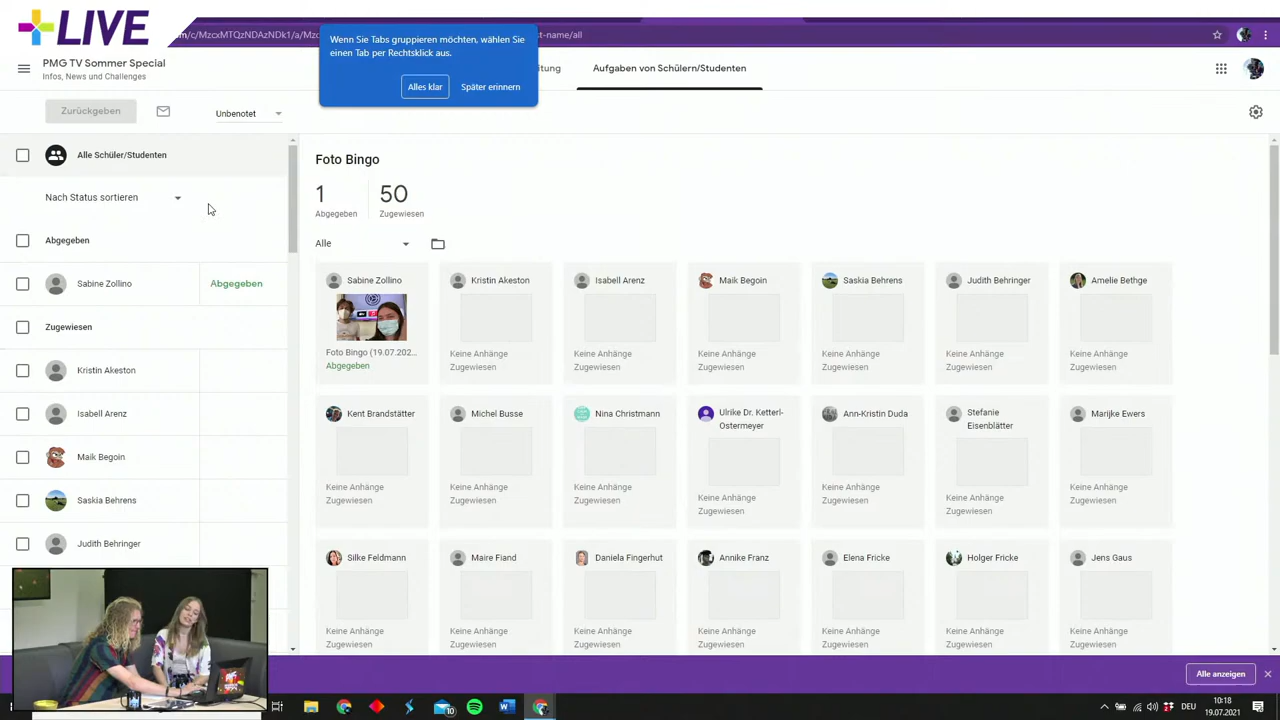 LIVE
om/c/MzcxMTQzNDAzNDk1/a/
st-name/all
Wenn Sie Tabs gruppieren möchten, wählen Sie
einen Tab per Rechtsklick aus.
Alles klar
Später erinnern
PMG TV Sommer Special
Infos, News und Challenges
itung
Aufgaben von Schülern/Studenten
Zurückgeben
Unbenotet
Alle Schüler/Studenten
Nach Status sortieren
Abgegeben
Sabine Zollino
Abgegeben
Zugewiesen
Kristin Akeston
Isabell Arenz
Maik Begoin
Saskia Behrens
Judith Behringer
Foto Bingo
1
50
Abgegeben
Zugewiesen
Alle
Sabine Zollino
Foto Bingo (19.07.202...
Abgegeben
Kristin Akeston
Keine Anhänge
Zugewiesen
Isabell Arenz
Keine Anhänge
Zugewiesen
Maik Begoin
Keine Anhänge
Zugewiesen
Saskia Behrens
Keine Anhänge
Zugewiesen
Judith Behringer
Keine Anhänge
Zugewiesen
Amelie Bethge
Keine Anhänge
Zugewiesen
Kent Brandstätter
Keine Anhänge
Zugewiesen
Michel Busse
Keine Anhänge
Zugewiesen
Nina Christmann
Keine Anhänge
Zugewiesen
Ulrike Dr. Ketterl-
Ostermeyer
Keine Anhänge
Zugewiesen
Ann-Kristin Duda
Keine Anhänge
Zugewiesen
Stefanie
Eisenblätter
Keine Anhänge
Zugewiesen
Marijke Ewers
Keine Anhänge
Zugewiesen
Silke Feldmann
Keine Anhänge
Zugewiesen
Maire Fiand
Keine Anhänge
Zugewiesen
Daniela Fingerhut
Keine Anhänge
Zugewiesen
Annike Franz
Keine Anhänge
Zugewiesen
Elena Fricke
Keine Anhänge
Zugewiesen
Holger Fricke
Keine Anhänge
Zugewiesen
Jens Gaus
Keine Anhänge
Zugewiesen
Alle anzeigen
10
DEU
10:18
19.07.2021